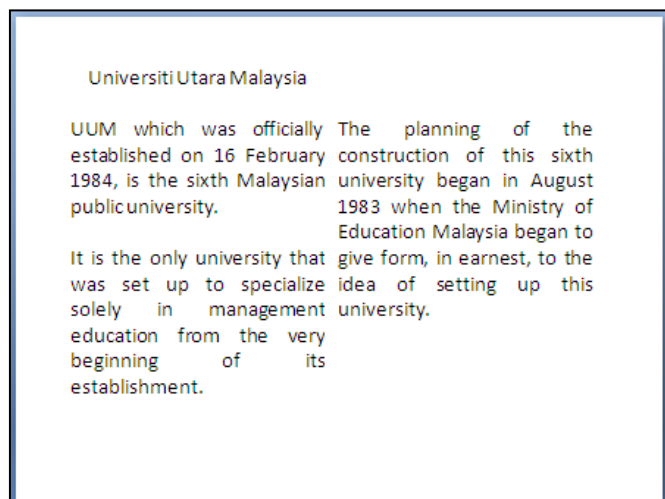 Universiti Utara Malaysia
UUM which was officially
established on 16 February
1984, is the sixth Malaysian
public university.
It is the only university that
was set up to specialize
solely in management
education from the very
beginning of its
establishment.
The planning of the
construction of this sixth
university began in August
1983 when the Ministry of
Education Malaysia began to
give form, in earnest, to the
idea of setting up this
university.